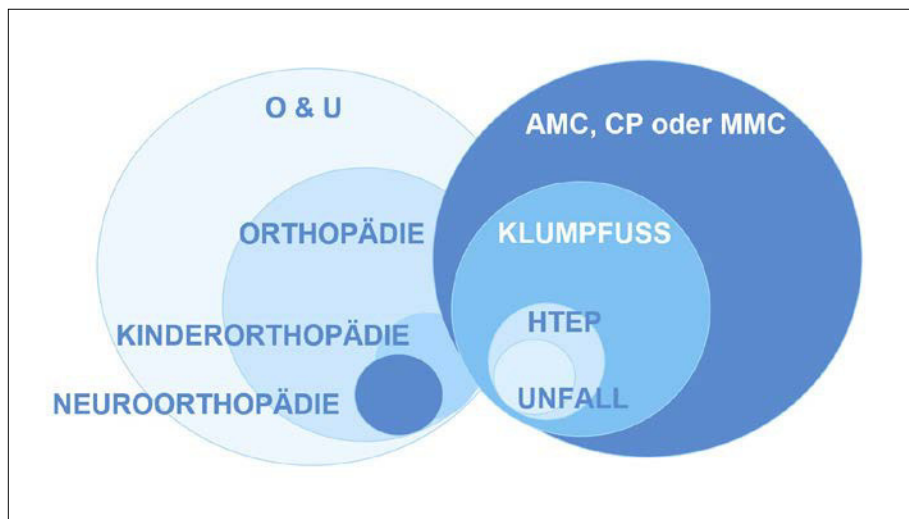 O & U
AMC, CP oder MMC
ORTHOPÄDIE
KLUMPFUSS
HTEP
KINDERORTHOPÄDIE
NEUROORTHOPÄDIE
UNFALL